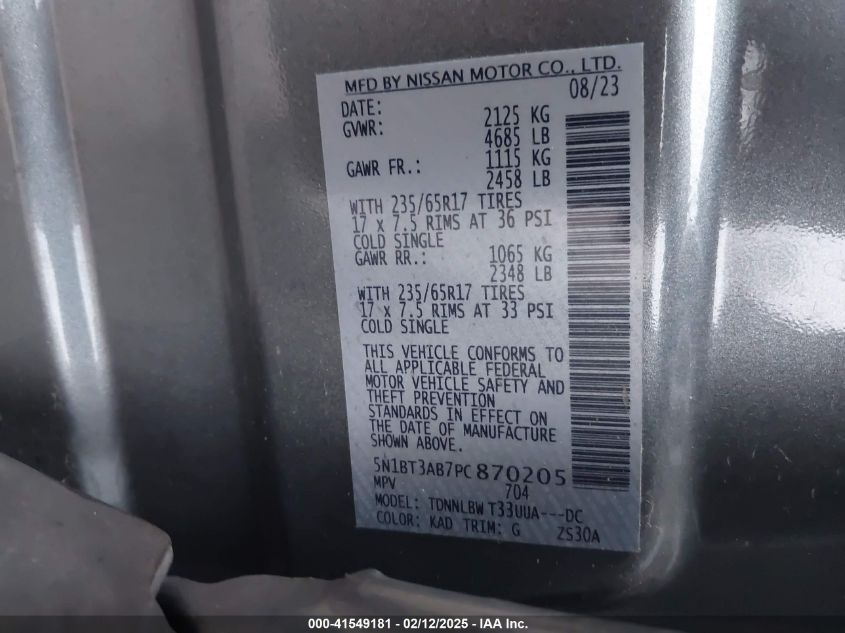 MFD BY NISSAN MOTOR CO., LTD.
DATE: 08/23
GVWR: 2125 KG
4685 LB
GAWR FR.: 1115 KG
2458 LB
WITH 235/65R17 TIRES
17 x 7.5 RIMS AT 36 PSI
COLD SINGLE
GAWR RR.: 1065 KG
2348 LB
WITH 235/65R17 TIRES
17 x 7.5 RIMS AT 33 PSI
COLD SINGLE
THIS VEHICLE CONFORMS TO
ALL APPLICABLE FEDERAL
MOTOR VEHICLE SAFETY AND
THEFT PREVENTION
STANDARDS IN EFFECT ON
THE DATE OF MANUFACTURE
SHOWN ABOVE.
5N1BT3AB7PC870205
MPV 704
MODEL: TDNNLBW T33UUA---DC
COLOR: KAD TRIM: G ZS30A
000-41549181 - 02/12/2025 - IAA Inc.